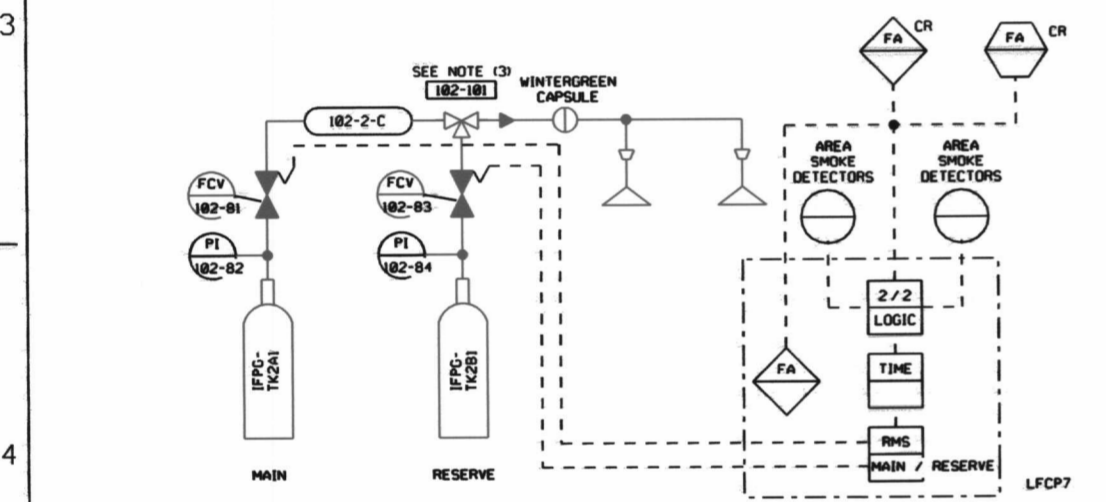 3
FA
CR
FA
CR
SEE NOTE (3)
102-101
WINTERGREEN
CAPSULE
102-2-C
AREA
SMOKE
DETECTORS
AREA
SMOKE
DETECTORS
FCV
102-81
FCV
102-83
PI
102-82
PI
102-84
2/2
LOGIC
IFPG-
TK2A1
IFPG-
TK2B1
FA
TIME
RMS
MAIN / RESERVE
4
MAIN
RESERVE
LFCP7